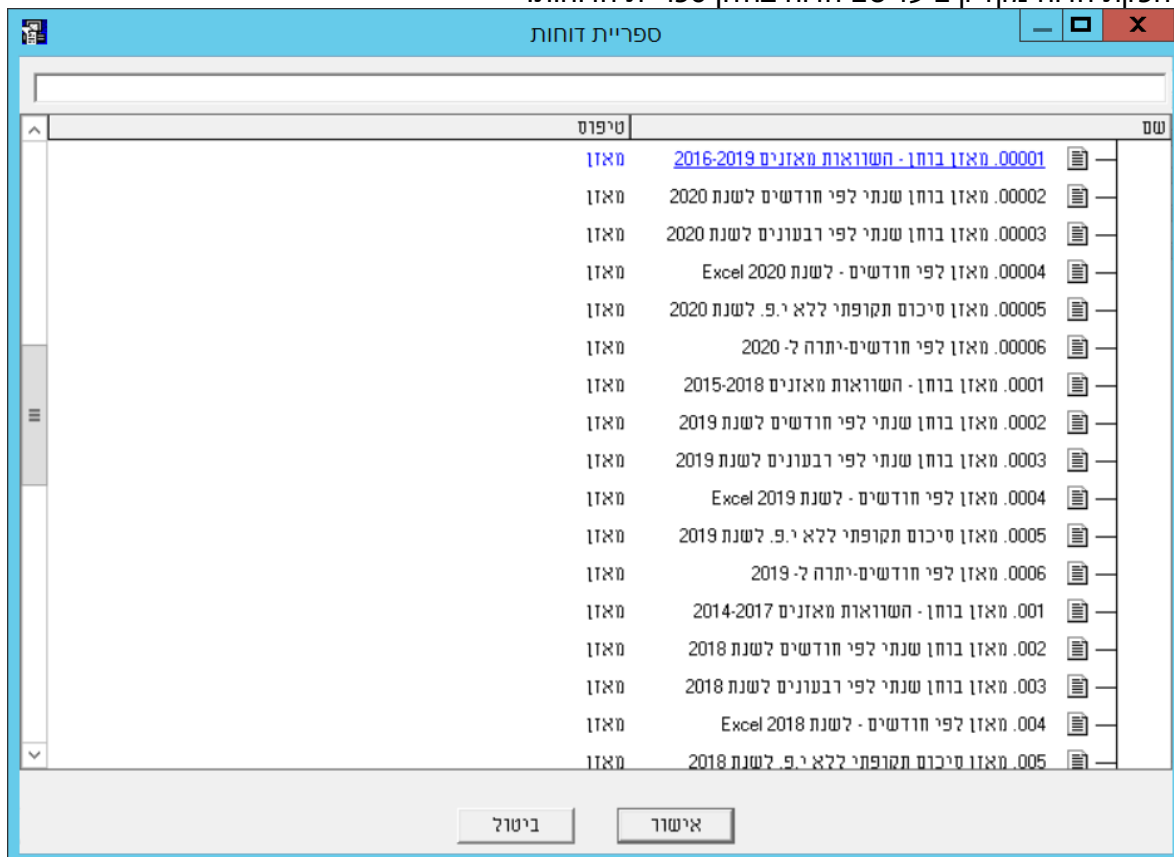 ספריית דוחות
שם טיפוס
00001. מאזן בוחן - השוואות מאזנים 2016-2019 מאזן
00002. מאזן בוחן שנתי לפי חודשים לשנת 2020 מאזן
00003. מאזן בוחן שנתי לפי רבעונים לשנת 2020 מאזן
00004. מאזן לפי חודשים - לשנת 2020 Excel מאזן
00005. מאזן סיכום תקופתי ללא י.פ. לשנת 2020 מאזן
00006. מאזן לפי חודשים-יתרה ל- 2020 מאזן
0001. מאזן בוחן - השוואות מאזנים 2015-2018 מאזן
0002. מאזן בוחן שנתי לפי חודשים לשנת 2019 מאזן
0003. מאזן בוחן שנתי לפי רבעונים לשנת 2019 מאזן
0004. מאזן לפי חודשים - לשנת 2019 Excel מאזן
0005. מאזן סיכום תקופתי ללא י.פ. לשנת 2019 מאזן
0006. מאזן לפי חודשים-יתרה ל- 2019 מאזן
001. מאזן בוחן - השוואות מאזנים 2014-2017 מאזן
002. מאזן בוחן שנתי לפי חודשים לשנת 2018 מאזן
003. מאזן בוחן שנתי לפי רבעונים לשנת 2018 מאזן
004. מאזן לפי חודשים - לשנת 2018 Excel מאזן
005. מאזן סיכום תקופתי ללא י.פ. לשנת 2018 מאזן
אישור ביטול